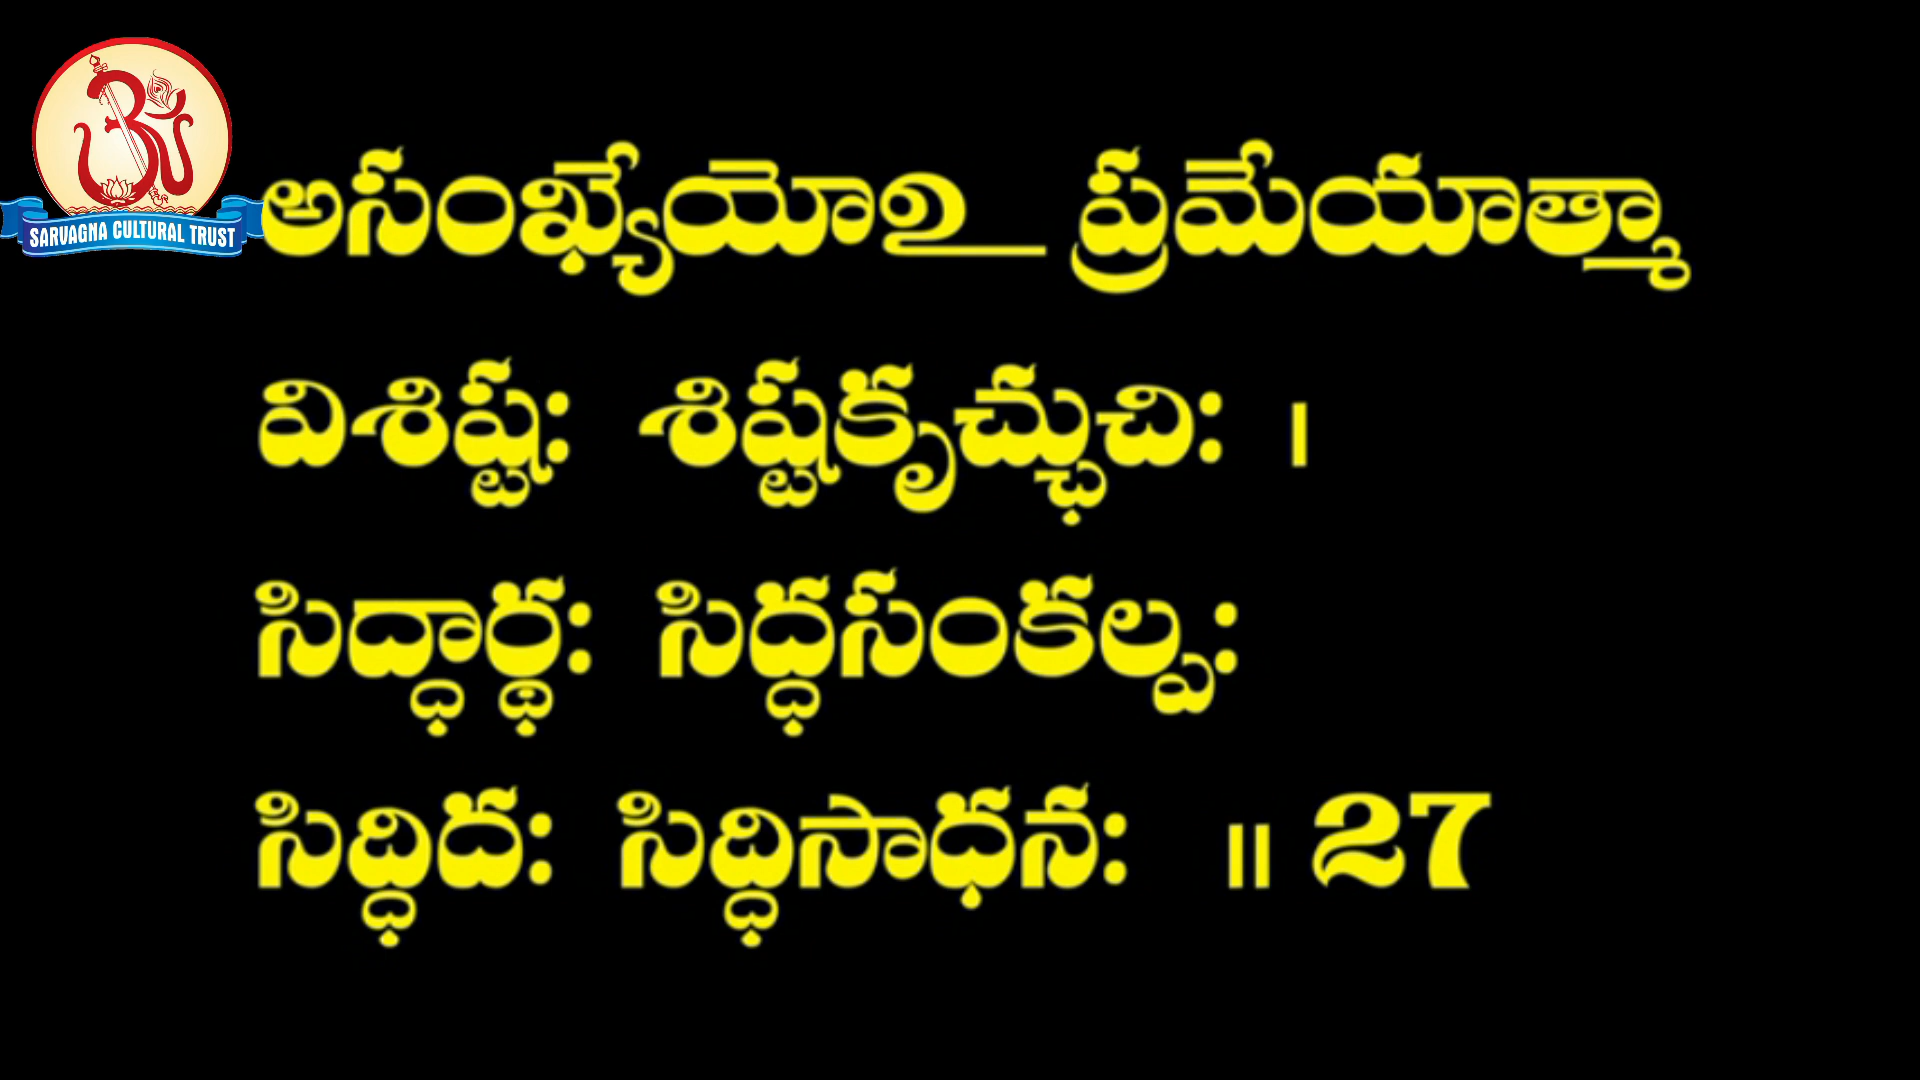 SARVAGNA CULTURAL TRUST
అసంఖ్యేయోఽ ప్రమేయాత్మా
విశిష్టః శిష్టకృచ్ఛుచిః ।
సిద్ధార్థః సిద్ధసంకల్పః
సిద్ధిదః సిద్ధిసాధనః ॥ 27